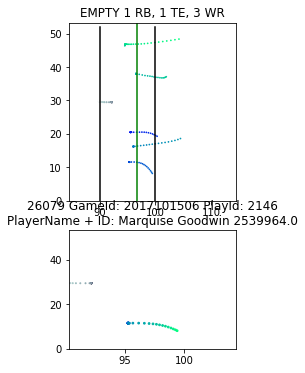 EMPTY 1 RB, 1 TE, 3 WR
50
40
30
20
10
0
90 100 110
26079 GameId: 2017101506 PlayId: 2146
PlayerName + ID: Marquise Goodwin 2539964.0
40
20
0
95 100